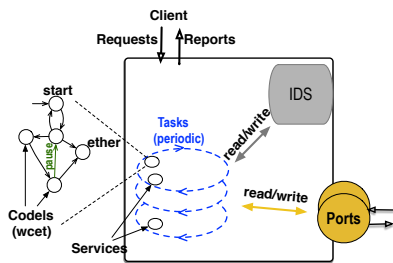 Client
Requests
Reports
start
Tasks
(periodic)
IDS
read/write
ether
pause
read/write
Ports
Codels
(wcet)
Services